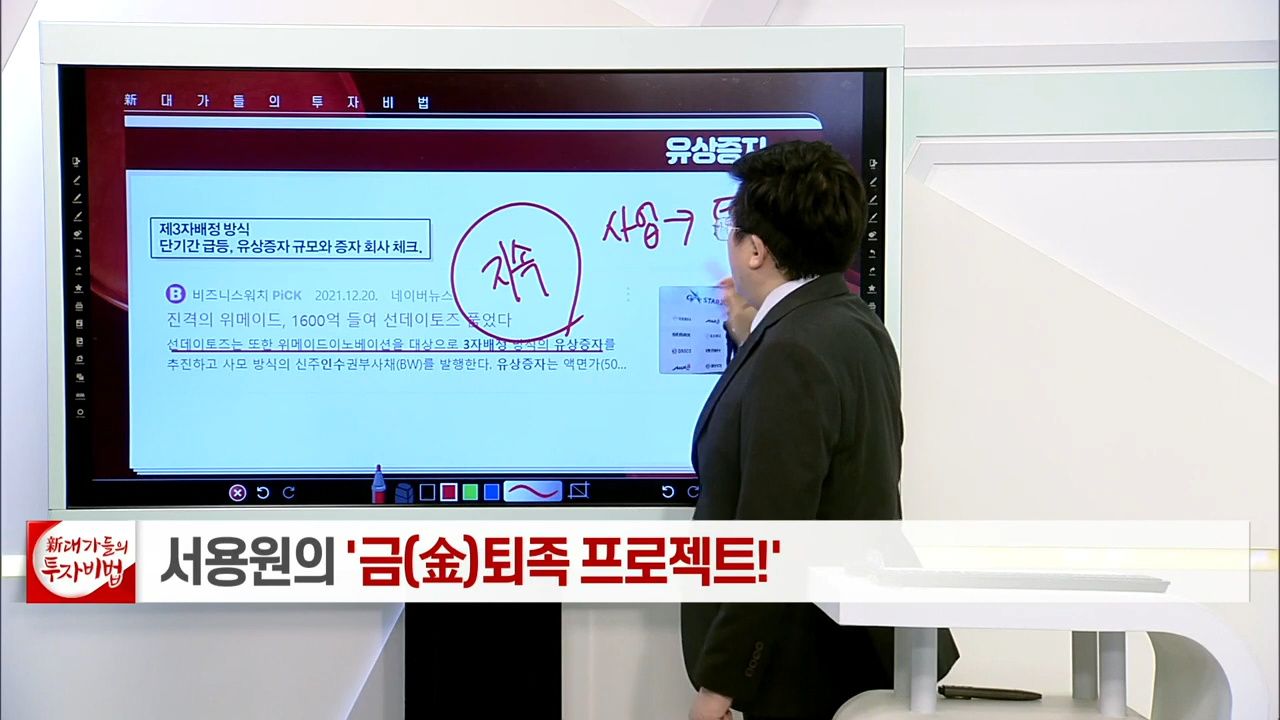 新 대 가 들 의 투 자 비 법
유상증자
제3자배정 방식
단기간 급등, 유상증자 규모와 증자 회사 체크.
지속
사업→
B 비즈니스워치 PiCK 2021.12.20. 네이버뉴스
진격의 위메이드, 1600억 들여 선데이토즈 품었다
선데이토즈는 또한 위메이드이노베이션을 대상으로 3자배정 방식의 유상증자를
추진하고 사모 방식의 신주인수권부사채(BW)를 발행한다. 유상증자는 액면가(50...
STAR
新대가들의
투자비법
서용원의 '금(金)퇴족 프로젝트!'